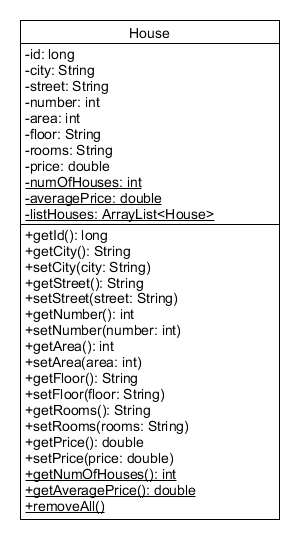 House
-id: long
-city: String
-street: String
-number: int
-area: int
-floor: String
-rooms: String
-price: double
-numOfHouses: int
-averagePrice: double
-listHouses: ArrayList<House>
+getId(): long
+getCity(): String
+setCity(city: String)
+getStreet(): String
+setStreet(street: String)
+getNumber(): int
+setNumber(number: int)
+getArea(): int
+setArea(area: int)
+getFloor(): String
+setFloor(floor: String)
+getRooms(): String
+setRooms(rooms: String)
+getPrice(): double
+setPrice(price: double)
+getNumOfHouses(): int
+getAveragePrice(): double
+removeAll()